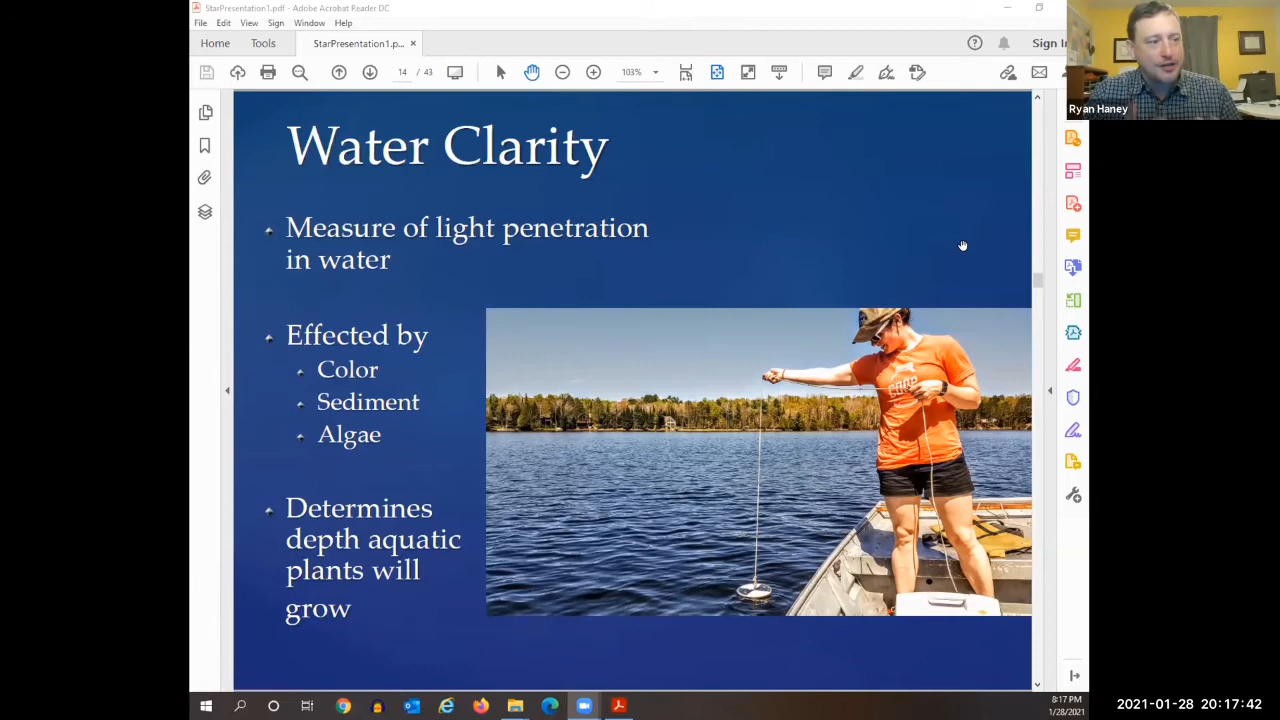 StarPresentation1.pdf - Adobe Acrobat Reader DC
File Edit View Sign Window Help
Home Tools StarPresentation1.p... × Sign In
14 / 43 103%
Ryan Haney
Water Clarity
Measure of light penetration
in water
Effected by
Color
Sediment
Algae
Determines
depth aquatic
plants will
grow
8:17 PM
1/28/2021
2021-01-28 20:17:42